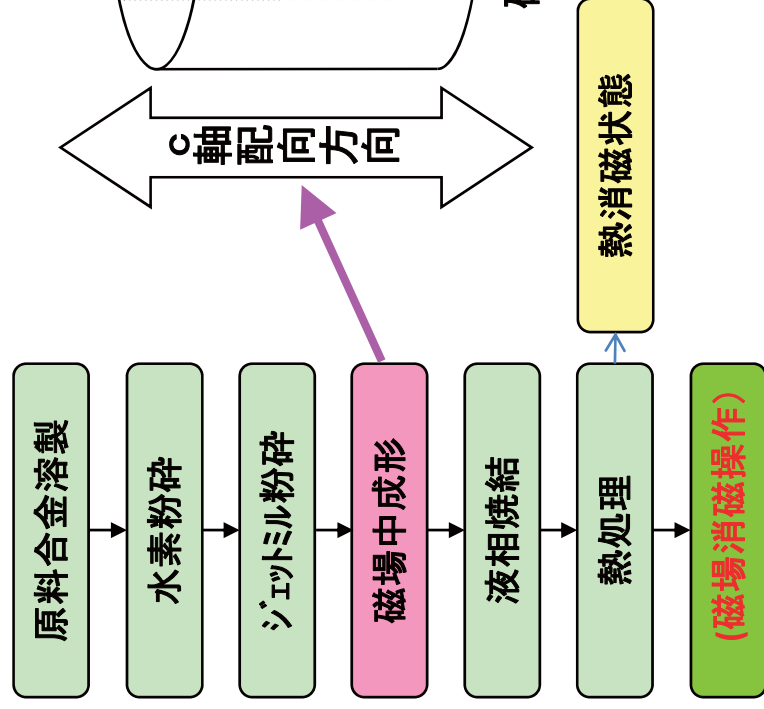 原料合金溶製
水素粉砕
ジェットミル粉砕
磁場中成形
液相焼結
熱処理
(磁場消磁操作)
c軸配向方向
熱消磁状態